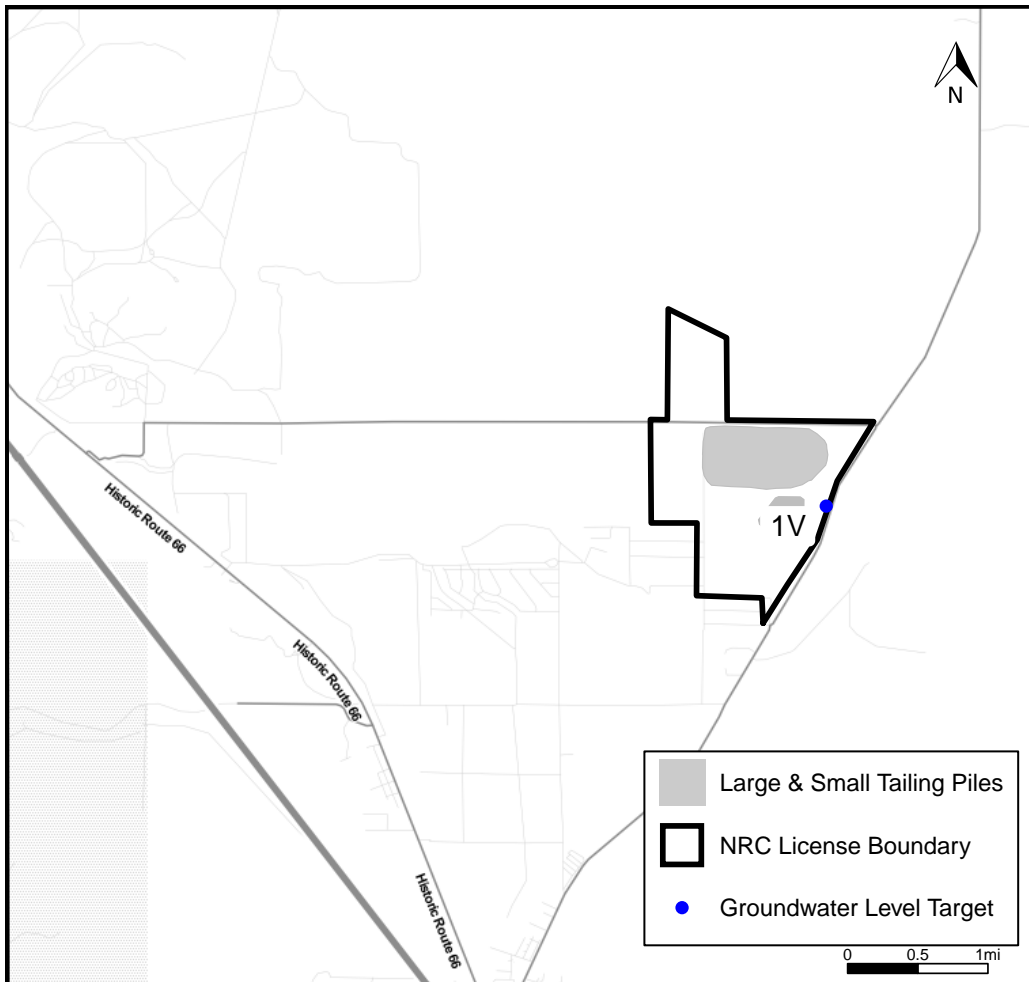 N
1V
Historic Route 66
Historic Route 66
Historic Route 66
Large & Small Tailing Piles
NRC License Boundary
Groundwater Level Target
0 0.5 1mi